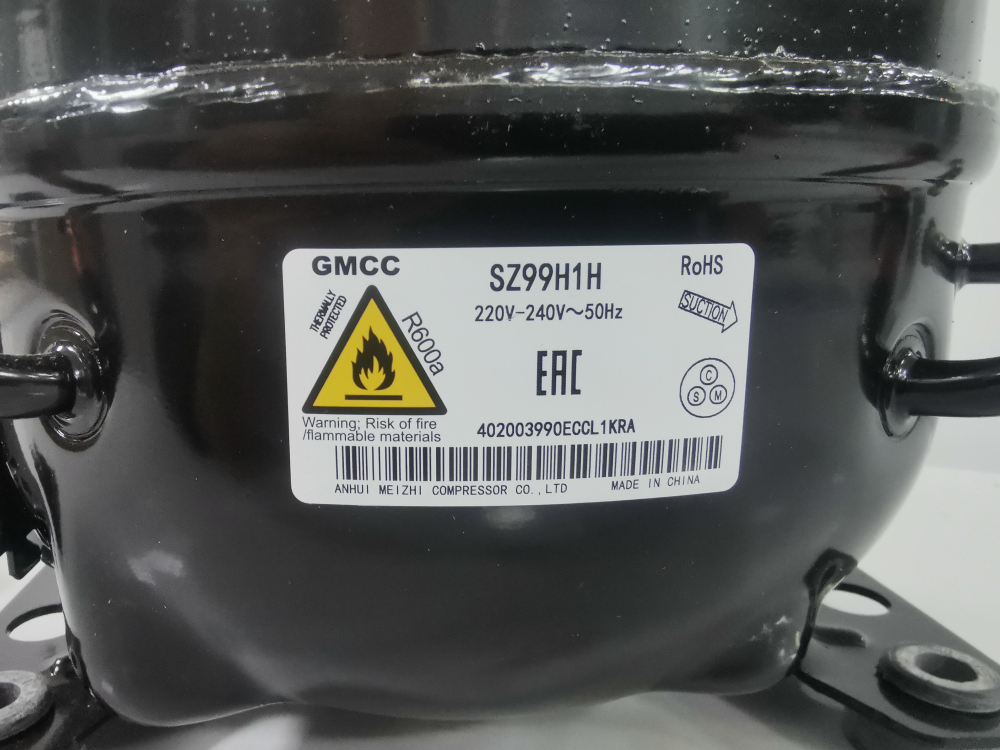 GMCC
SZ99H1H
RoHS
220V-240V~50Hz
THERMALLY
PROTECTED
R600a
SUCTION
EAC
C
S M
Warning; Risk of fire
/flammable materials
402003990ECCL1KRA
ANHUI MEIZHI COMPRESSOR CO.,LTD
MADE IN CHINA